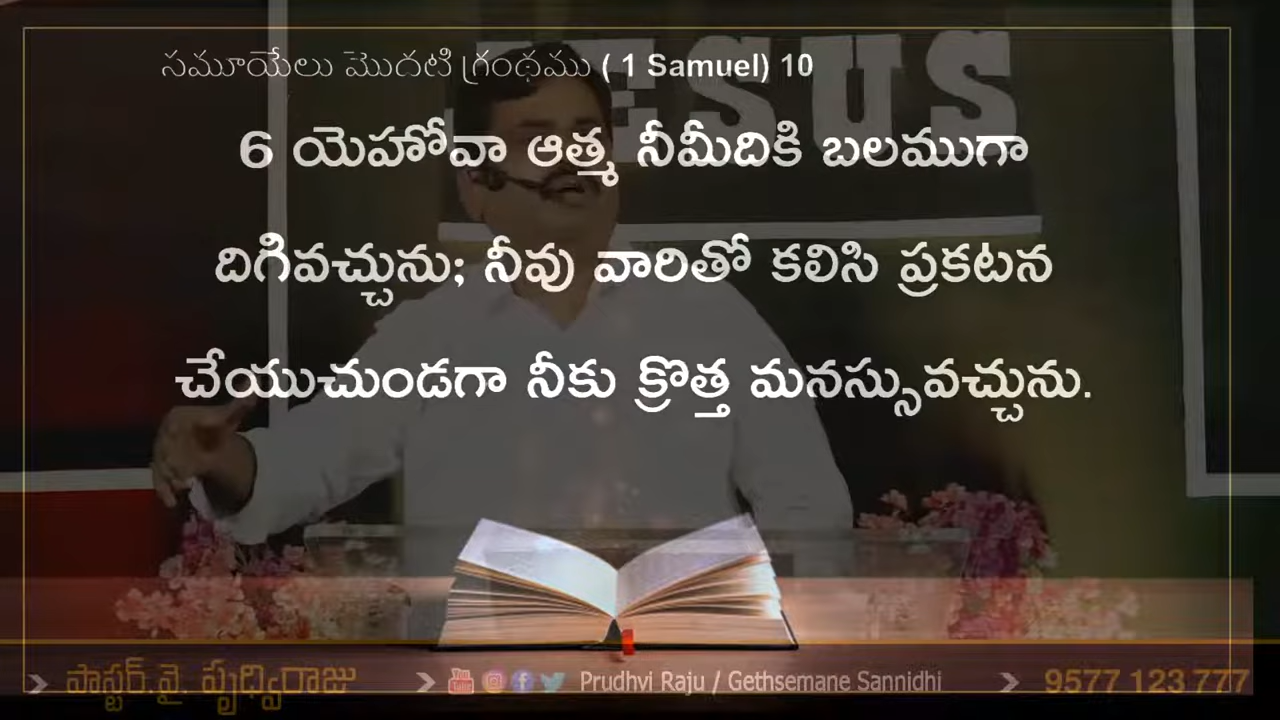 సమూయేలు మొదటి గ్రంథము ( 1 Samuel) 10
ESUS
6 యెహోవా ఆత్మ నీమీదికి బలముగా
దిగివచ్చును; నీవు వారితో కలిసి ప్రకటన
చేయుచుండగా నీకు క్రొత్త మనస్సువచ్చును.
పాస్టర్.వై. పృధ్విరాజు
Prudhvi Raju / Gethsemane Sannidhi
9577 123 777